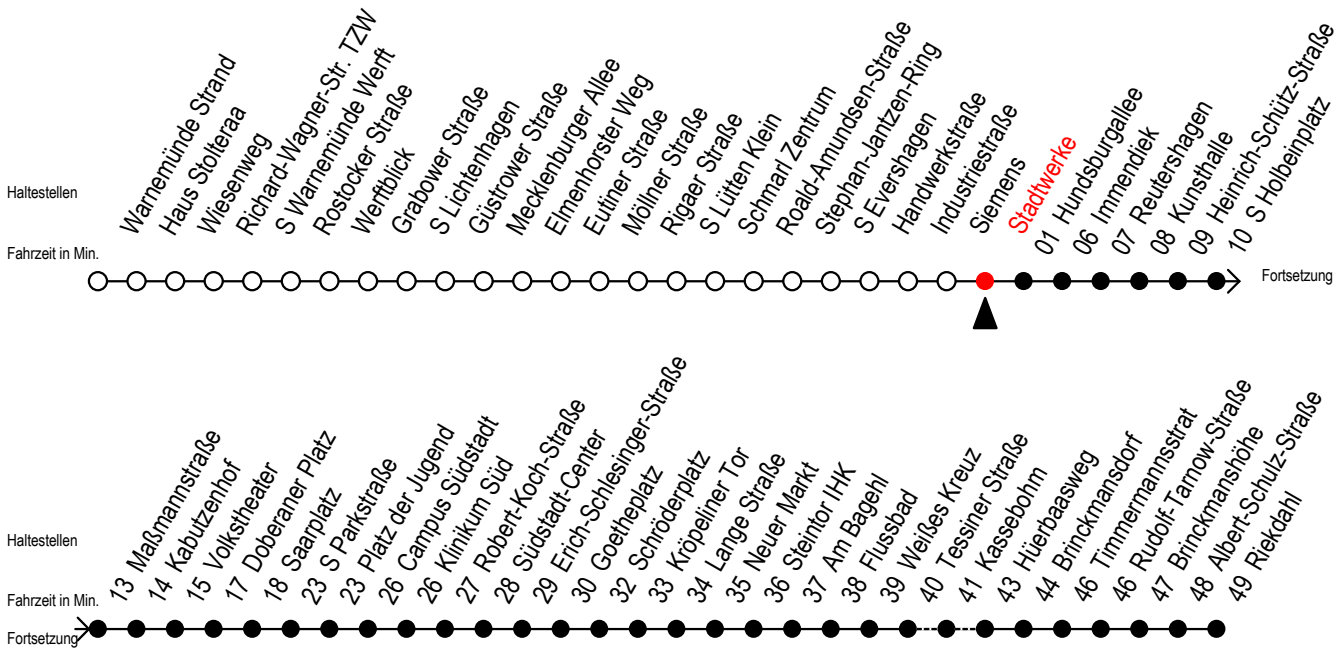 Haltestellen
Warnemünde Strand
Haus Stolteraa
Wiesenweg
Richard-Wagner-Str. TZW
S Warnemünde Werft
Rostocker Straße
Werftblick
Grabower Straße
S Lichtenhagen
Güstrower Straße
Mecklenburger Allee
Elmenhorster Weg
Eutiner Straße
Möllner Straße
Rigaer Straße
S Lütten Klein
Schmarl Zentrum
Roald-Amundsen-Straße
Stephan-Jantzen-Ring
S Evershagen
Handwerkstraße
Industriestraße
Siemens
Stadtwerke
01 Hundsburgallee
06 Immendiek
07 Reutershagen
08 Kunsthalle
09 Heinrich-Schütz-Straße
10 S Holbeinplatz
Fahrzeit in Min.
Fortsetzung
Haltestellen
13 Maßmannstraße
14 Kabutzenhof
15 Volkstheater
17 Doberaner Platz
18 Saarplatz
23 S Parkstraße
23 Platz der Jugend
26 Campus Südstadt
26 Klinikum Süd
27 Robert-Koch-Straße
28 Südstadt-Center
29 Erich-Schlesinger-Straße
30 Goetheplatz
32 Schröderplatz
33 Kröpeliner Tor
34 Lange Straße
35 Neuer Markt
36 Steintor IHK
37 Am Bagehl
38 Flussbad
39 Weißes Kreuz
40 Tessiner Straße
41 Kassebohm
43 Hüerbaasweg
44 Brinckmansdorf
46 Timmermannsstrat
46 Rudolf-Tarnow-Straße
47 Brinckmanshöhe
48 Albert-Schulz-Straße
49 Riekdahl
Fahrzeit in Min.
Fortsetzung